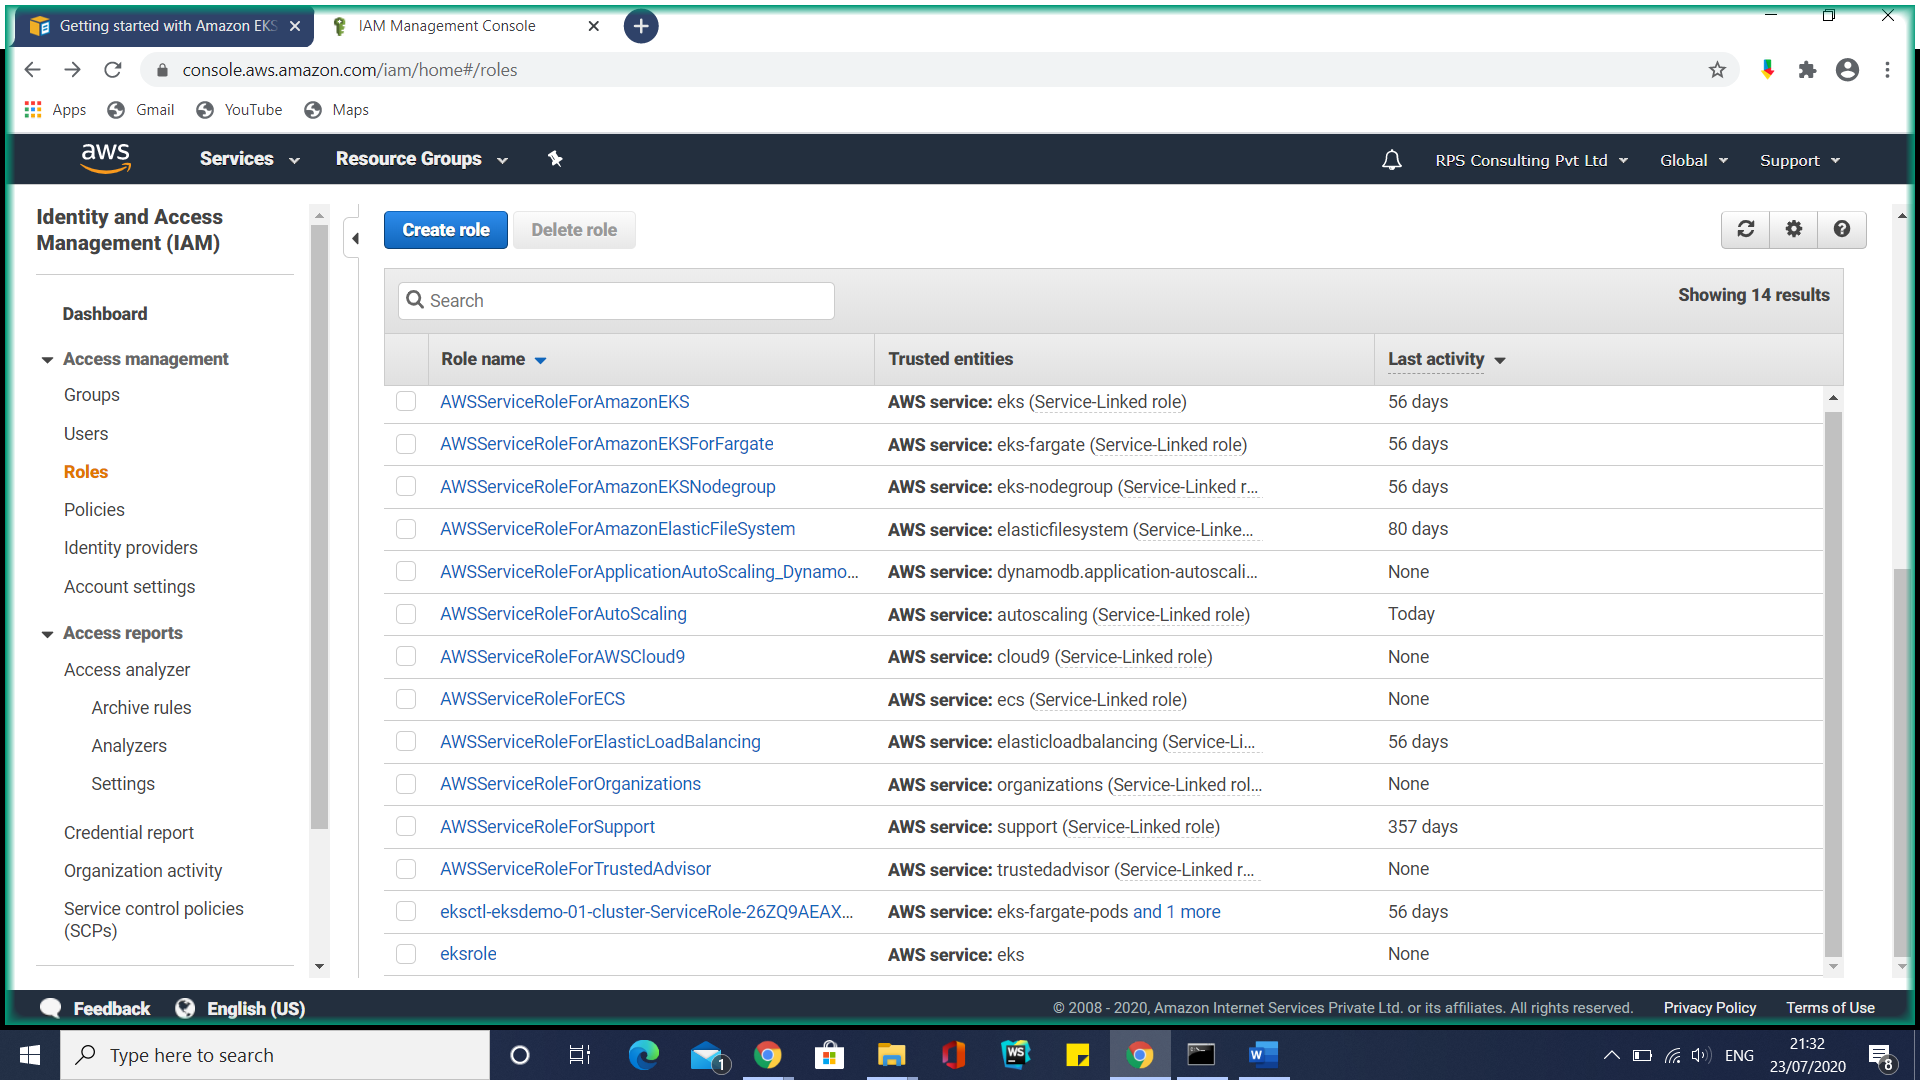 Getting started with Amazon EKS
IAM Management Console
console.aws.amazon.com/iam/home#/roles
Apps
Gmail
YouTube
Maps
aws
Services
Resource Groups
RPS Consulting Pvt Ltd
Global
Support
Identity and Access
Management (IAM)
Dashboard
Access management
Groups
Users
Roles
Policies
Identity providers
Account settings
Access reports
Access analyzer
Archive rules
Analyzers
Settings
Credential report
Organization activity
Service control policies
(SCPs)
Create role
Delete role
Search
Showing 14 results
Role name
Trusted entities
Last activity
AWSServiceRoleForAmazonEKS AWS service: eks (Service-Linked role) 56 days
AWSServiceRoleForAmazonEKSForFargate AWS service: eks-fargate (Service-Linked role) 56 days
AWSServiceRoleForAmazonEKSNodegroup AWS service: eks-nodegroup (Service-Linked r... 56 days
AWSServiceRoleForAmazonElasticFileSystem AWS service: elasticfilesystem (Service-Linke... 80 days
AWSServiceRoleForApplicationAutoScaling_Dynamo... AWS service: dynamodb.application-autoscali... None
AWSServiceRoleForAutoScaling AWS service: autoscaling (Service-Linked role) Today
AWSServiceRoleForAWSCloud9 AWS service: cloud9 (Service-Linked role) None
AWSServiceRoleForECS AWS service: ecs (Service-Linked role) None
AWSServiceRoleForElasticLoadBalancing AWS service: elasticloadbalancing (Service-Li... 56 days
AWSServiceRoleForOrganizations AWS service: organizations (Service-Linked rol... None
AWSServiceRoleForSupport AWS service: support (Service-Linked role) 357 days
AWSServiceRoleForTrustedAdvisor AWS service: trustedadvisor (Service-Linked r... None
eksctl-eksdemo-01-cluster-ServiceRole-26ZQ9AEAX... AWS service: eks-fargate-pods and 1 more 56 days
eksrole AWS service: eks None
Feedback
English (US)
© 2008 - 2020, Amazon Internet Services Private Ltd. or its affiliates. All rights reserved.
Privacy Policy
Terms of Use
Type here to search
1
WS
W
ENG
21:32
23/07/2020
8